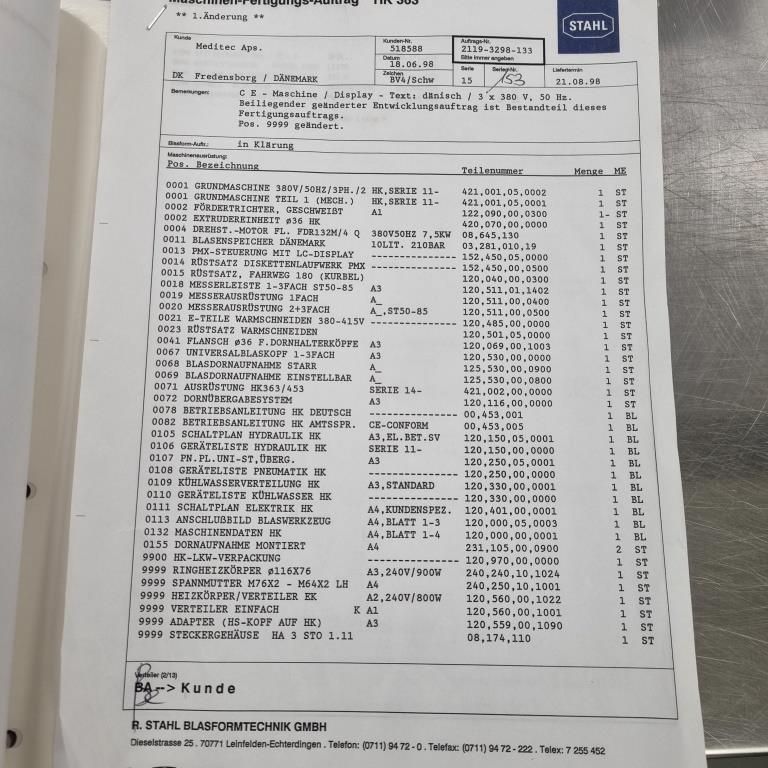 Maschinen-Fertigungs-Auftrag HK 363
** 1.Änderung **
STAHL
Kunde
Meditec Aps.
DK Fredensborg / DÄNEMARK
Kunden-Nr.
518588
Auftrags-Nr.
2119-3298-133
Bitte immer angeben
Datum
18.06.98
Zeichen
BV4/Schw
Serie
15
Serien-Nr.
153
Liefertermin
21.08.98
Bemerkungen:
C E - Maschine / Display - Text: dänisch / 3 x 380 V, 50 Hz.
Beiliegender geänderter Entwicklungsauftrag ist Bestandteil dieses
Fertigungsauftrags.
Pos. 9999 geändert.
Blasform-Auftr.: in Klärung
Maschinenausrüstung:
Pos. Bezeichnung Teilenummer Menge ME
0001 GRUNDMASCHINE 380V/50HZ/3PH./2 HK,SERIE 11- 421,001,05,0002 1 ST
0001 GRUNDMASCHINE TEIL 1 (MECH.) HK,SERIE 11- 421,001,05,0001 1 ST
0002 FÖRDERTRICHTER, GESCHWEIßT A1 122,090,00,0300 1- ST
0002 EXTRUDEREINHEIT ø36 HK 420,070,00,0000 1 ST
0004 DREHST.-MOTOR FL. FDR132M/4 Q 380V50HZ 7,5KW 08,645,130 1 ST
0011 BLASENSPEICHER DÄNEMARK 10LIT. 210BAR 03,281,010,19 1 ST
0013 PMX-STEUERUNG MIT LC-DISPLAY -------------- 152,450,05,0000 1 ST
0014 RÜSTSATZ DISKETTENLAUFWERK PMX -------------- 152,450,00,0500 1 ST
0015 RÜSTSATZ, FAHRWEG 180 (KURBEL) 120,040,00,0300 1 ST
0018 MESSERLEISTE 1-3FACH ST50-85 A3 120,511,01,1402 1 ST
0019 MESSERAUSRÜSTUNG 1FACH A_ 120,511,00,0400 1 ST
0020 MESSERAUSRÜSTUNG 2+3FACH A_,ST50-85 120,511,00,0500 1 ST
0021 E-TEILE WARMSCHNEIDEN 380-415V -------------- 120,485,00,0000 1 ST
0023 RÜSTSATZ WARMSCHNEIDEN 120,501,05,0000 1 ST
0041 FLANSCH ø36 F.DORNHALTERKÖPFE A3 120,069,00,1003 1 ST
0067 UNIVERSALBLASKOPF 1-3FACH A3 120,530,00,0000 1 ST
0068 BLASDORNAUFNAHME STARR A_ 125,530,00,0900 1 ST
0069 BLASDORNAUFNAHME EINSTELLBAR A_ 125,530,00,0800 1 ST
0071 AUSRÜSTUNG HK363/453 SERIE 14- 421,002,00,0000 1 ST
0072 DORNÜBERGABESYSTEM A3 120,116,00,0000 1 ST
0078 BETRIEBSANLEITUNG HK DEUTSCH -------------- 00,453,001 1 BL
0082 BETRIEBSANLEITUNG HK AMTSSPR. CE-CONFORM 00,453,005 1 BL
0105 SCHALTPLAN HYDRAULIK HK A3,EL.BET.SV 120,150,05,0001 1 BL
0106 GERÄTELISTE HYDRAULIK HK SERIE 11- 120,150,00,0000 1 BL
0107 PN.PL.UNI-ST,ÜBERG. A3 120,250,05,0001 1 BL
0108 GERÄTELISTE PNEUMATIK HK -------------- 120,250,00,0000 1 BL
0109 KÜHLWASSERVERTEILUNG HK A3,STANDARD 120,330,00,0001 1 BL
0110 GERÄTELISTE KÜHLWASSER HK -------------- 120,330,00,0000 1 BL
0111 SCHALTPLAN ELEKTRIK HK A4,KUNDENSPEZ. 120,401,00,0001 1 BL
0113 ANSCHLUßBILD BLASWERKZEUG A4,BLATT 1-3 120,000,05,0003 1 BL
0132 MASCHINENDATEN HK A4,BLATT 1-4 120,000,00,0001 1 BL
0155 DORNAUFNAHME MONTIERT A4 231,105,00,0900 2 ST
9900 HK-LKW-VERPACKUNG -------------- 120,970,00,0000 1 ST
9999 RINGHEIZKÖRPER ø116X76 A3,240V/900W 240,240,10,1024 1 ST
9999 SPANNMUTTER M76X2 - M64X2 LH A4 240,250,10,1001 1 ST
9999 HEIZKÖRPER/VERTEILER EK A2,240V/800W 120,560,00,1022 1 ST
9999 VERTEILER EINFACH K A1 120,560,00,1001 1 ST
9999 ADAPTER (HS-KOPF AUF HK) A3 120,559,00,1090 1 ST
9999 STECKERGEHÄUSE HA 3 STO 1.11 08,174,110 1 ST
Verteiler (2/13)
BA --> Kunde
R. STAHL BLASFORMTECHNIK GMBH
Dieselstrasse 25 . 70771 Leinfelden-Echterdingen . Telefon: (0711) 94 72 - 0 . Telefax: (0711) 94 72 - 222 . Telex: 7 255 452